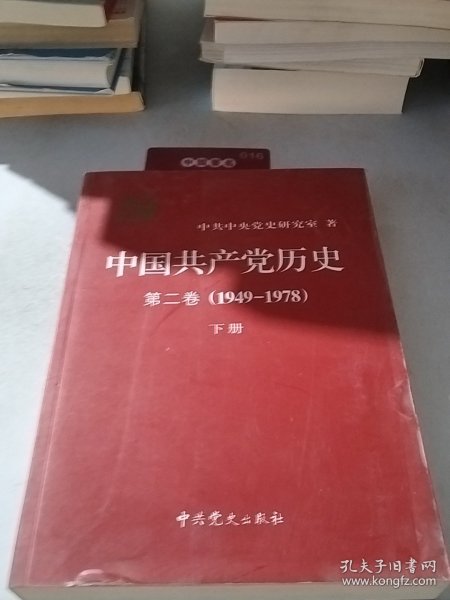 016
中共中央党史研究室 著
中国共产党历史
第二卷(1949-1978)
下册
中共党史出版社
孔夫子旧书网
www.kongfz.com